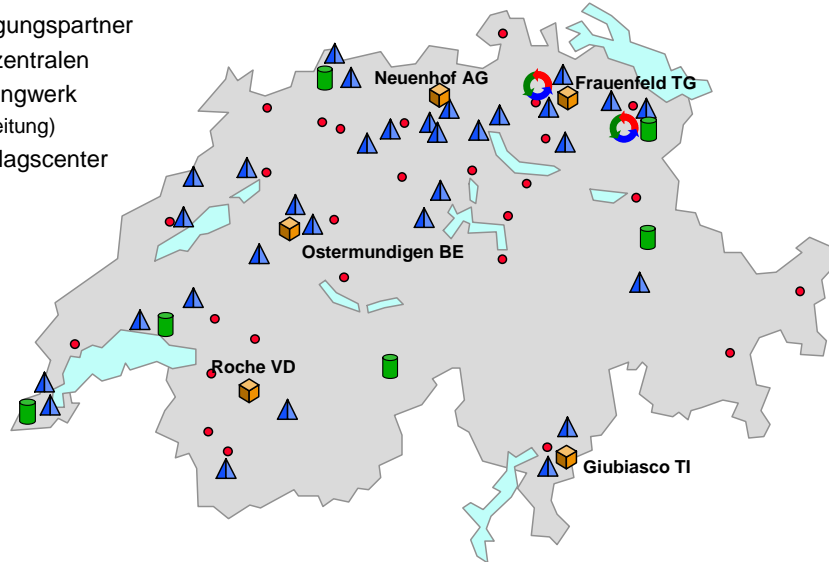 gungspartner
zentralen
ngwerk
eitung)
lagscenter
Neuenhof AG
Frauenfeld TG
Ostermundigen BE
Roche VD
Giubiasco TI